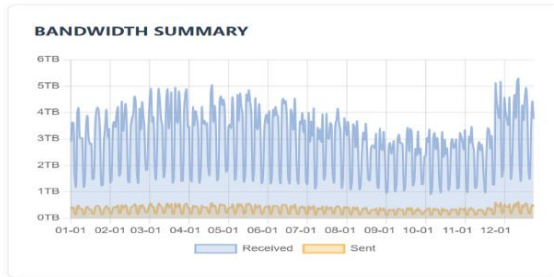 BANDWIDTH SUMMARY
6TB
5TB
4TB
3TB
2TB
1TB
0TB
01-01 02-01 03-01 04-01 05-01 06-01 07-01 08-01 09-01 10-01 11-01 12-01
Received Sent